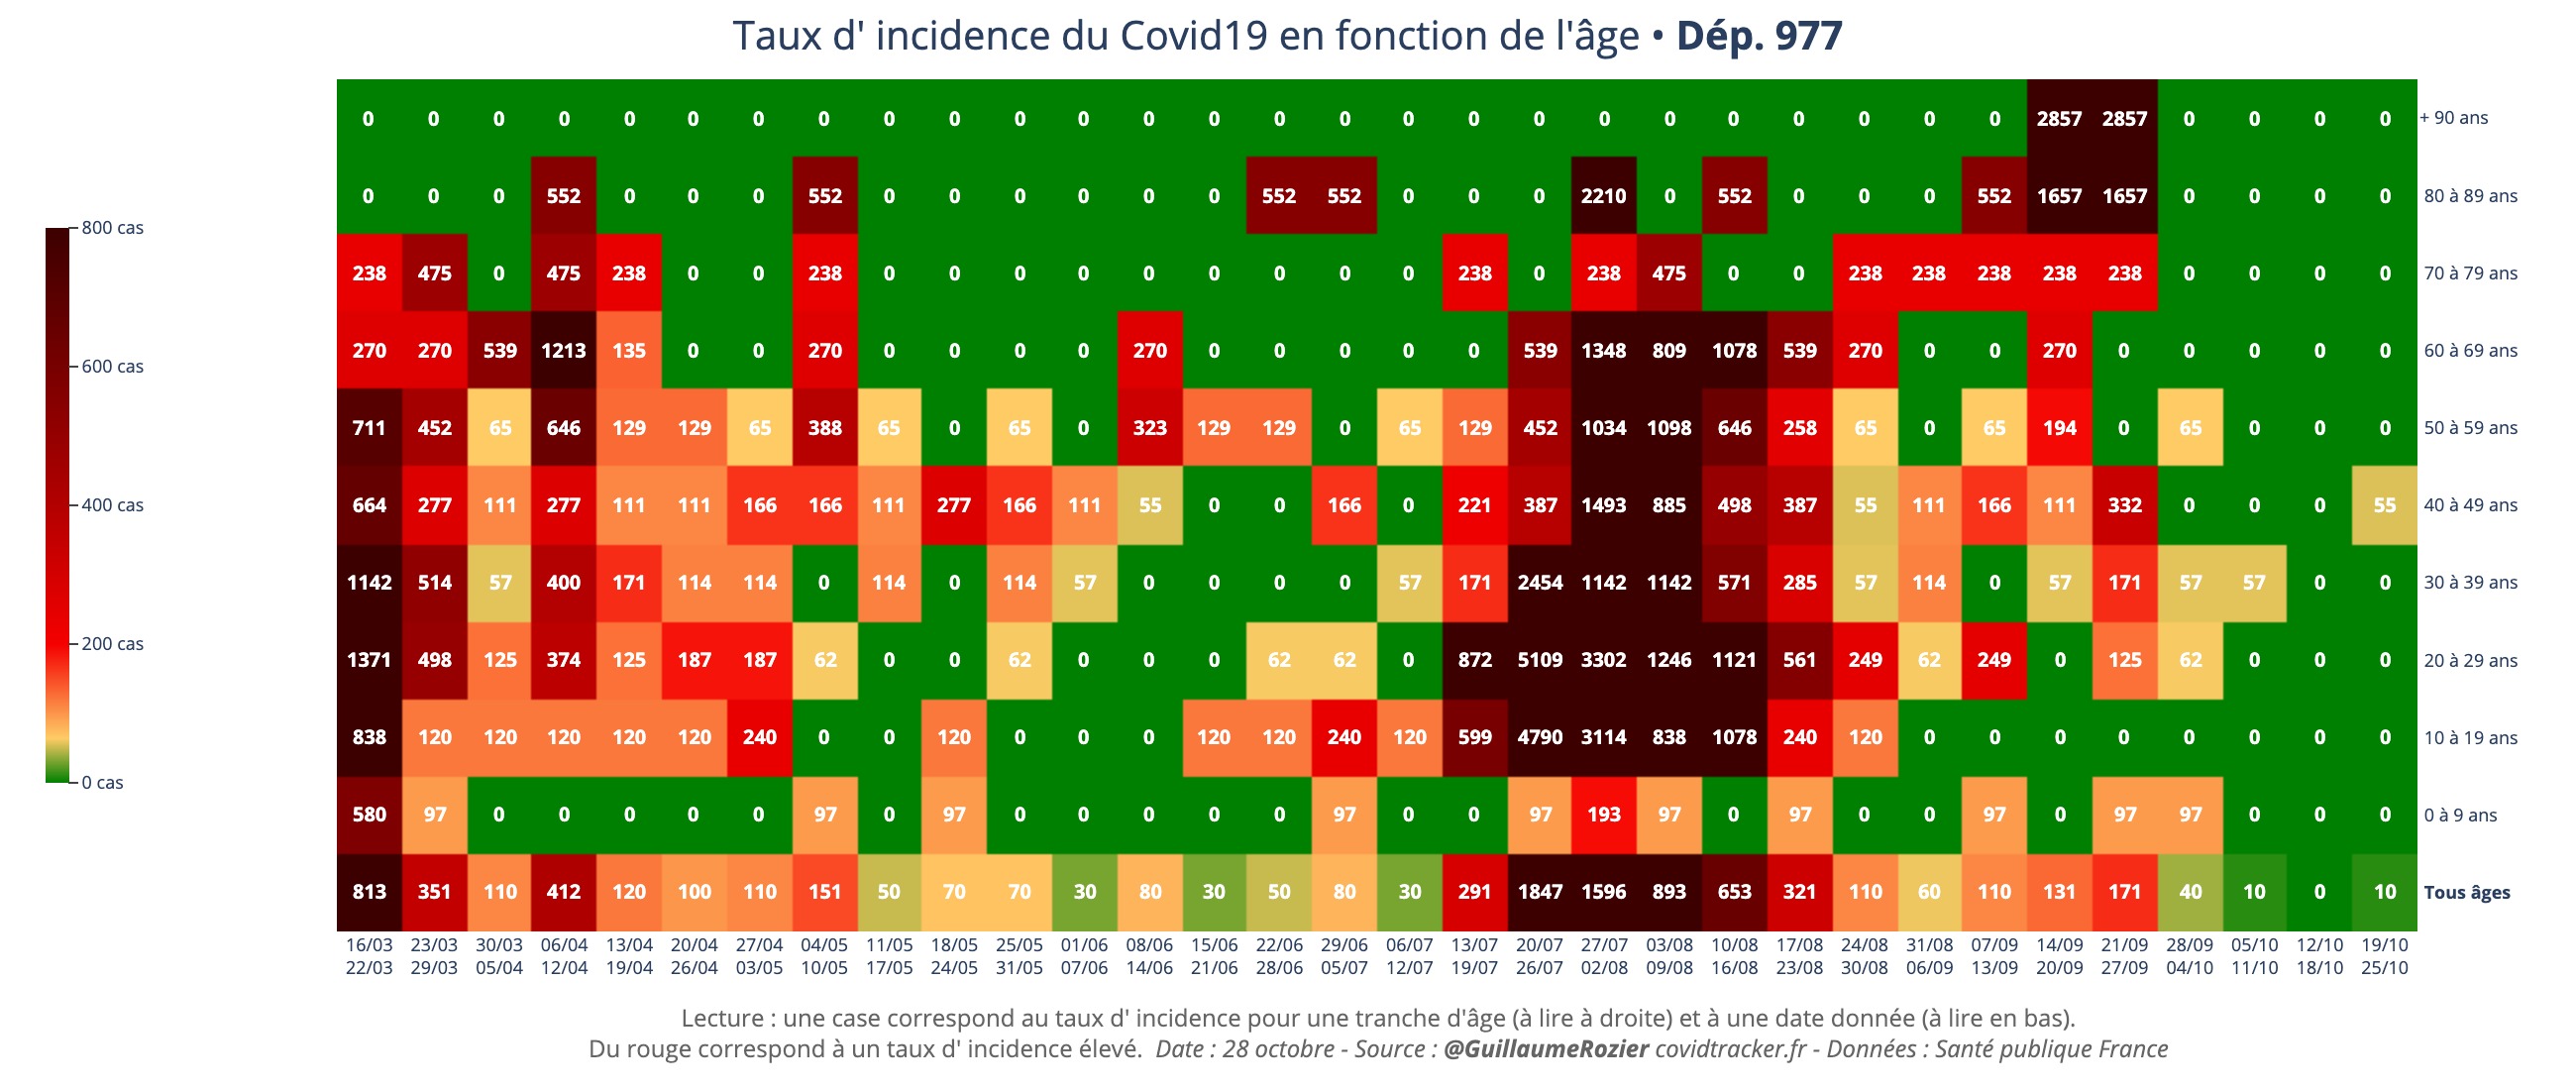 Taux d' incidence du Covid19 en fonction de l'âge • Dép. 977
800 cas
600 cas
400 cas
200 cas
0 cas
0 0 0 0 0 0 0 0 0 0 0 0 0 0 0 0 0 0 0 0 0 0 0 0 0 0 2857 2857 0 0 0 0 + 90 ans
0 0 0 552 0 0 0 552 0 0 0 0 0 0 552 552 0 0 0 2210 0 552 0 0 0 552 1657 1657 0 0 0 0 80 à 89 ans
238 475 0 475 238 0 0 238 0 0 0 0 0 0 0 0 0 238 0 238 475 0 0 238 238 238 238 238 0 0 0 0 70 à 79 ans
270 270 539 1213 135 0 0 270 0 0 0 0 270 0 0 0 0 0 539 1348 809 1078 539 270 0 0 270 0 0 0 0 0 60 à 69 ans
711 452 65 646 129 129 65 388 65 0 65 0 323 129 129 0 65 129 452 1034 1098 646 258 65 0 65 194 0 65 0 0 0 50 à 59 ans
664 277 111 277 111 111 166 166 111 277 166 111 55 0 0 166 0 221 387 1493 885 498 387 55 111 166 111 332 0 0 0 55 40 à 49 ans
1142 514 57 400 171 114 114 0 114 0 114 57 0 0 0 0 57 171 2454 1142 1142 571 285 57 114 0 57 171 57 57 0 0 30 à 39 ans
1371 498 125 374 125 187 187 62 0 0 62 0 0 0 62 62 0 872 5109 3302 1246 1121 561 249 62 249 0 125 62 0 0 0 20 à 29 ans
838 120 120 120 120 120 240 0 0 120 0 0 0 120 120 240 120 599 4790 3114 838 1078 240 120 0 0 0 0 0 0 0 0 10 à 19 ans
580 97 0 0 0 0 0 97 0 97 0 0 0 0 0 97 0 0 97 193 97 0 97 0 0 97 0 97 97 0 0 0 0 à 9 ans
813 351 110 412 120 100 110 151 50 70 70 30 80 30 50 80 30 291 1847 1596 893 653 321 110 60 110 131 171 40 10 0 10 Tous âges
16/03 23/03 30/03 06/04 13/04 20/04 27/04 04/05 11/05 18/05 25/05 01/06 08/06 15/06 22/06 29/06 06/07 13/07 20/07 27/07 03/08 10/08 17/08 24/08 31/08 07/09 14/09 21/09 28/09 05/10 12/10 19/10
22/03 29/03 05/04 12/04 19/04 26/04 03/05 10/05 17/05 24/05 31/05 07/06 14/06 21/06 28/06 05/07 12/07 19/07 26/07 02/08 09/08 16/08 23/08 30/08 06/09 13/09 20/09 27/09 04/10 11/10 18/10 25/10
Lecture : une case correspond au taux d' incidence pour une tranche d'âge (à lire à droite) et à une date donnée (à lire en bas).
Du rouge correspond à un taux d' incidence élevé. Date : 28 octobre - Source : @GuillaumeRozier covidtracker.fr - Données : Santé publique France